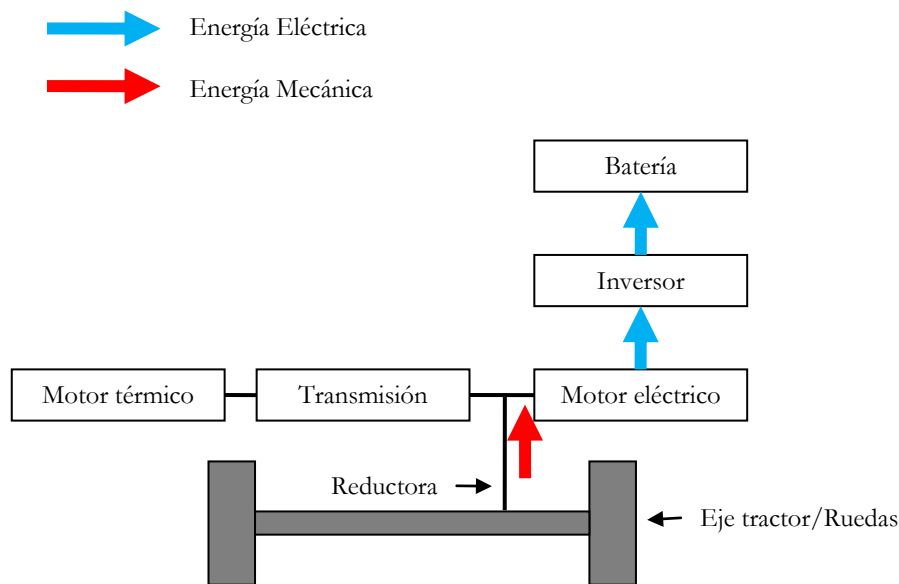 Energía Eléctrica
Energía Mecánica
Batería
Inversor
Motor térmico
Transmisión
Motor eléctrico
Reductora
Eje tractor/Ruedas